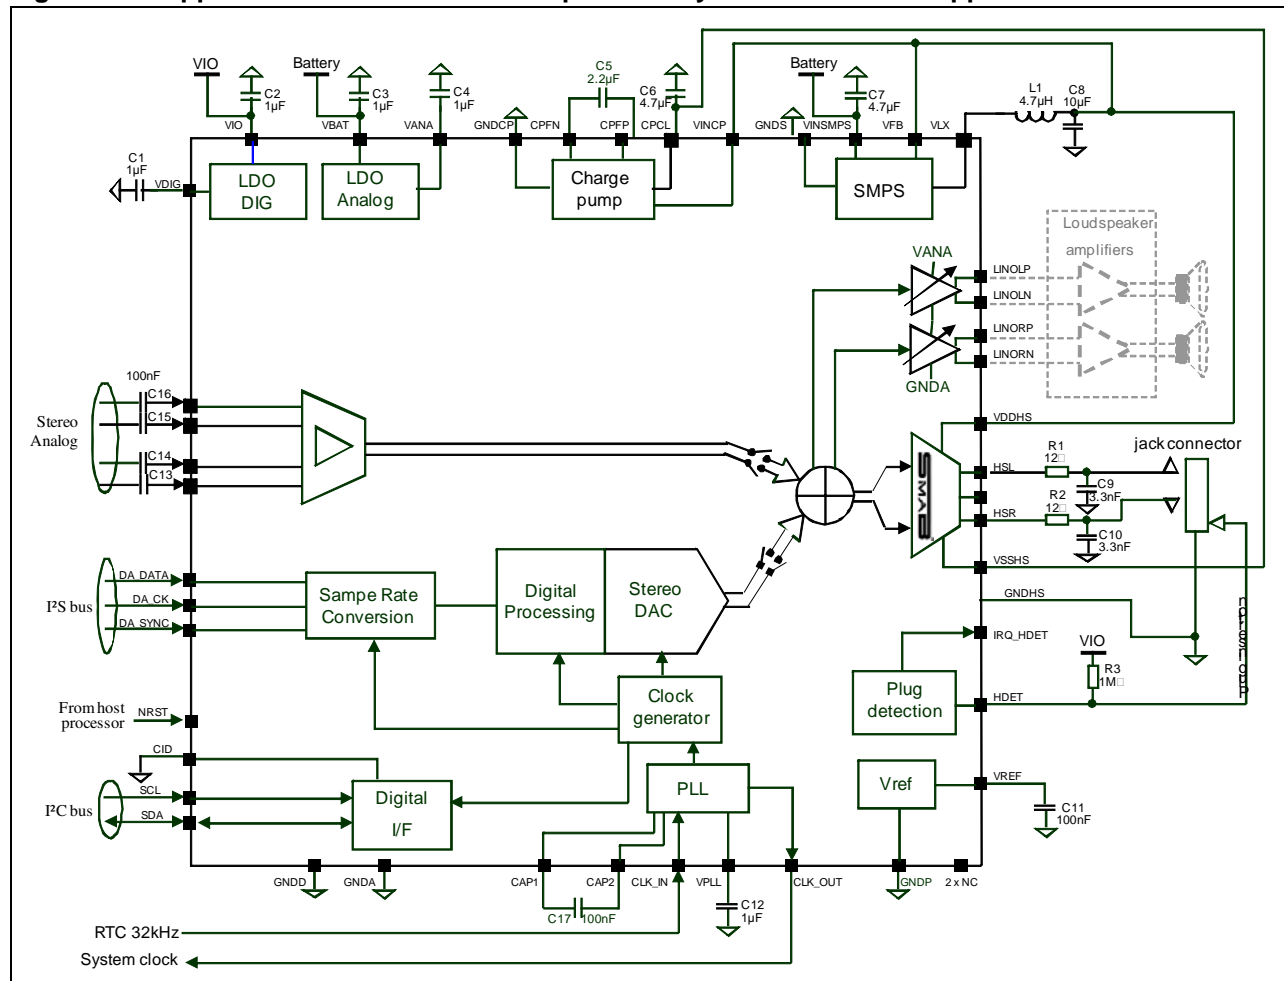 VIO
C2
1µF
Battery
C3
1µF
C4
1µF
C5
2.2µF
C6
4.7µF
Battery
C7
4.7µF
L1
4.7µH
C8
10µF
VIO
VBAT
VANA
GNDCP
CPFN
CPFP
CPCL
VINCP
GNDS
VINSMPS
VFB
VLX
C1
1µF
VDIG
LDO
DIG
LDO
Analog
Charge
pump
SMPS
Loudspeaker
amplifiers
VANA
LINOLP
LINOLN
LINORP
LINORN
GNDA
100nF
C16
C15
C14
C13
Stereo
Analog
VDDHS
jack connector
R1
12
HSL
C9
3.3nF
R2
12
HSR
C10
3.3nF
VSSHS
GNDHS
I²S bus
DA_DATA
DA_CK
DA_SYNC
Sampe Rate
Conversion
Digital
Processing
Stereo
DAC
IRQ_HDET
VIO
R3
1M
HDET
Plug
detection
Clock
generator
From host
processor
NRST
CID
I²C bus
SCL
SDA
Digital
I/F
PLL
Vref
VREF
C11
100nF
GNDD
GNDA
CAP1
CAP2
CLK_IN
VPLL
CLK_OUT
GNDP
2 x NC
C17
100nF
C12
1µF
RTC 32kHz
System clock